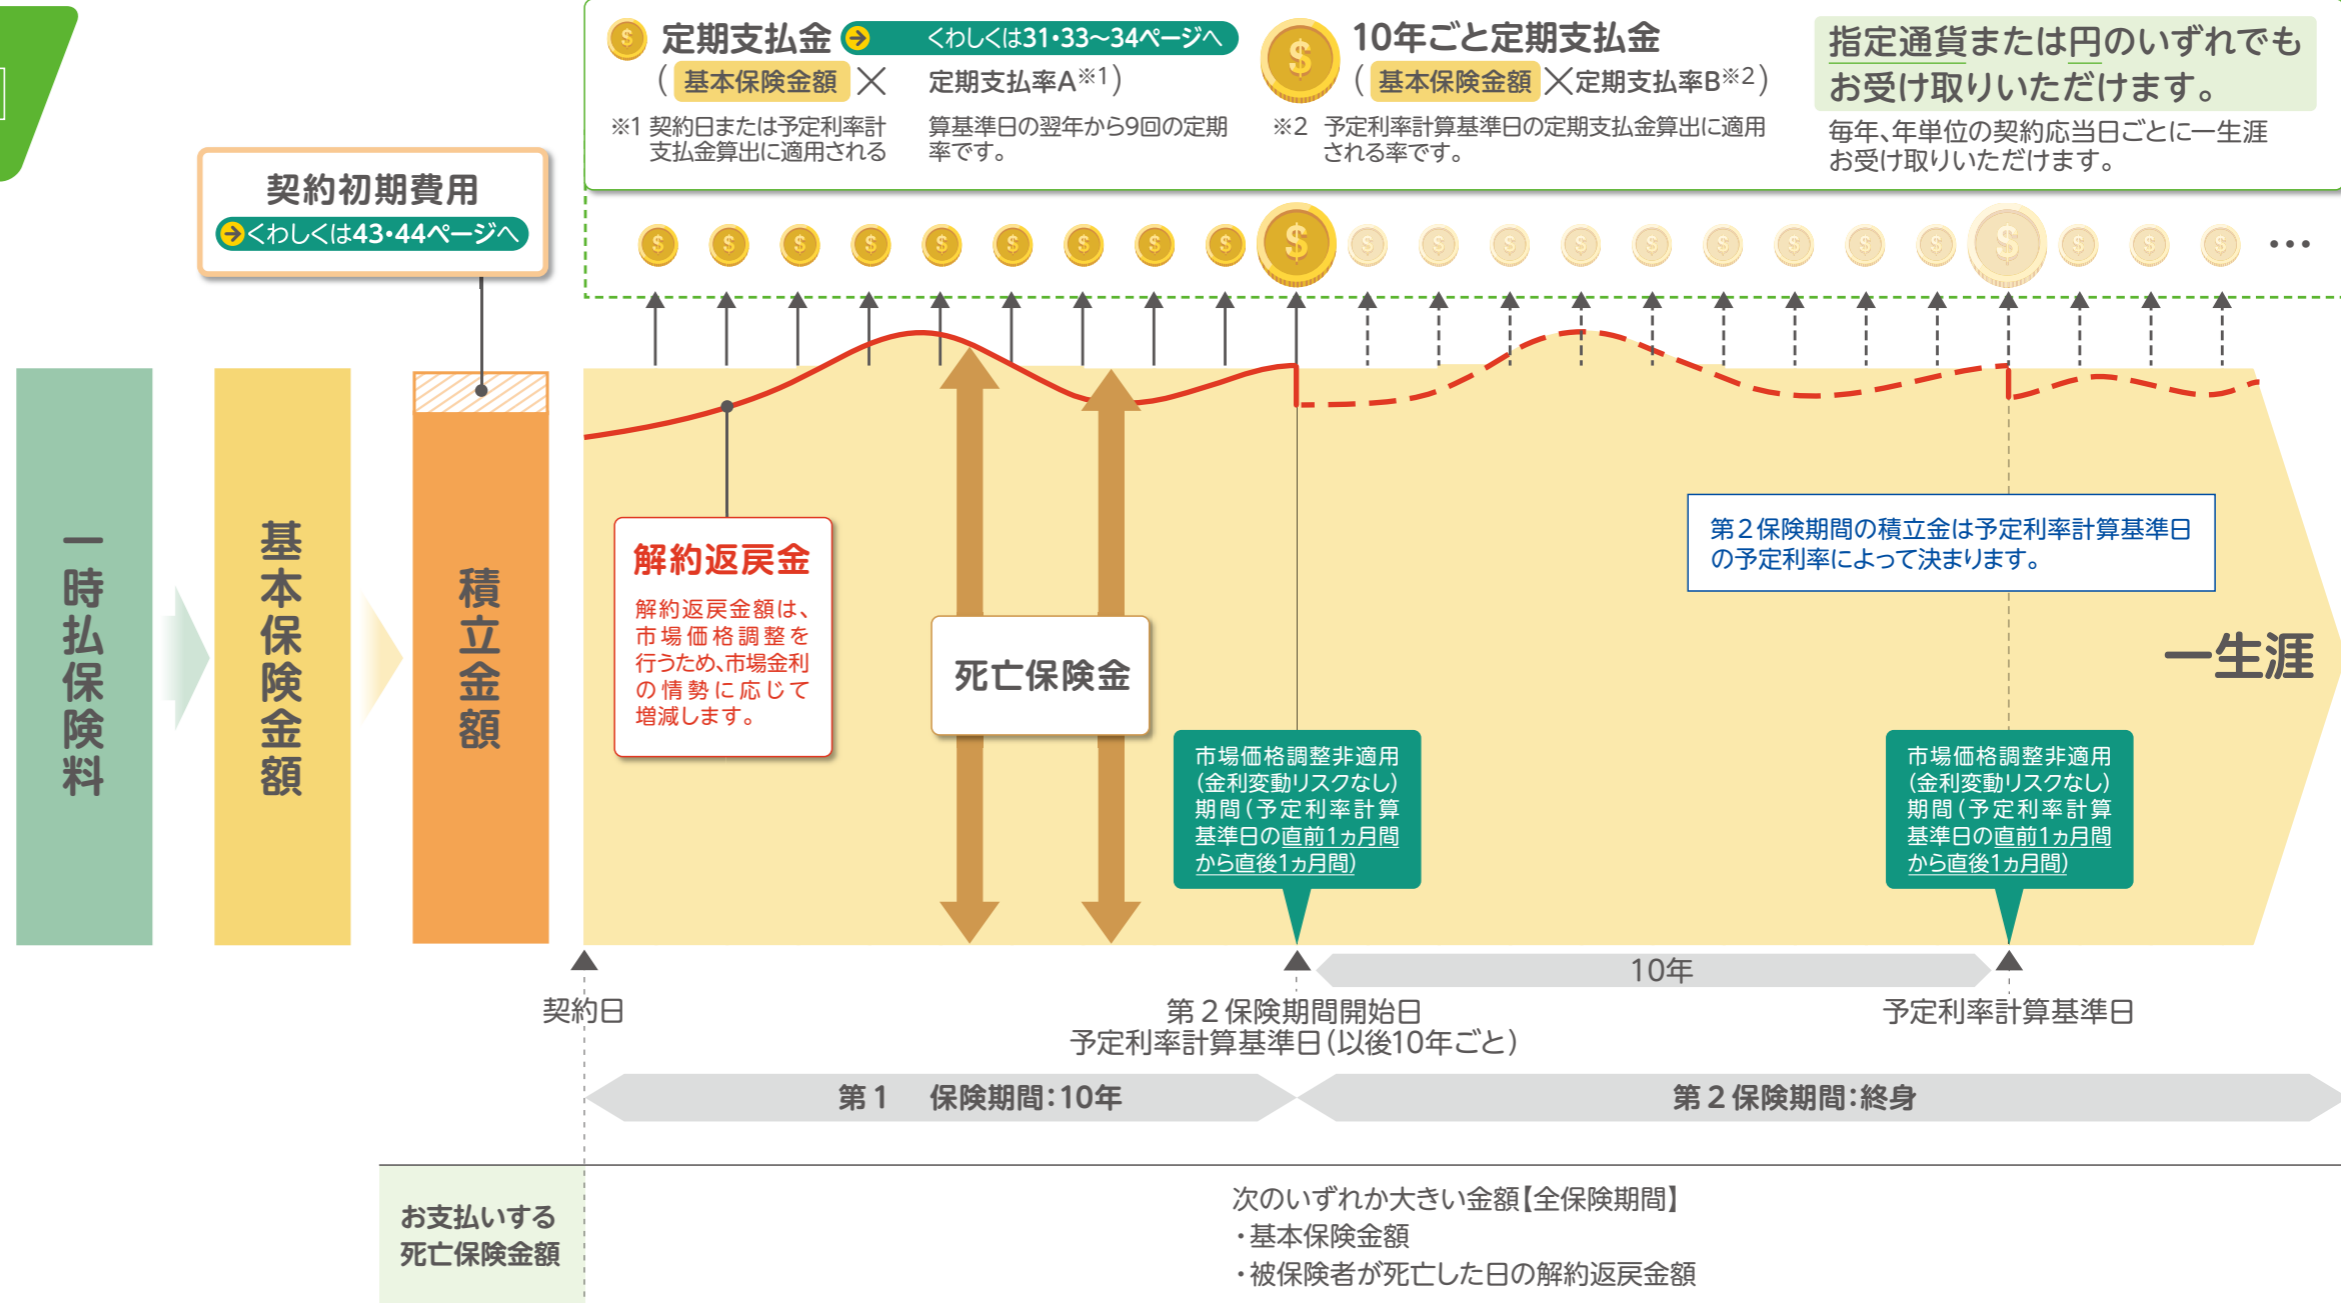 定期支払金 くわしくは31・33〜34ページへ
(基本保険金額×定期支払率A※1)
※1 契約日または予定利率計算基準日の翌年から9回の定期
支払金算出に適用される率です。
10年ごと定期支払金
(基本保険金額×定期支払率B※2)
※2 予定利率計算基準日の定期支払金算出に適用
される率です。
指定通貨または円のいずれでも
お受け取りいただけます。
毎年、年単位の契約応当日ごとに一生涯
お受け取りいただけます。
契約初期費用
くわしくは43・44ページへ
$ $ $ $ $ $ $ $ $ $ $ $ $ $ $ $ $ $ $ $ $ $ $ …
一時払保険料
基本保険金額
積立金額
解約返戻金
解約返戻金額は、
市場価格調整を
行うため、市場金利
の情勢に応じて
増減します。
死亡保険金
第2保険期間の積立金は予定利率計算基準日
の予定利率によって決まります。
一生涯
市場価格調整非適用
(金利変動リスクなし)
期間(予定利率計算
基準日の直前1ヵ月間
から直後1ヵ月間)
市場価格調整非適用
(金利変動リスクなし)
期間(予定利率計算
基準日の直前1ヵ月間
から直後1ヵ月間)
10年
契約日
第2保険期間開始日
予定利率計算基準日(以後10年ごと)
予定利率計算基準日
第1 保険期間:10年
第2保険期間:終身
お支払いする
死亡保険金額
次のいずれか大きい金額【全保険期間】
・基本保険金額
・被保険者が死亡した日の解約返戻金額